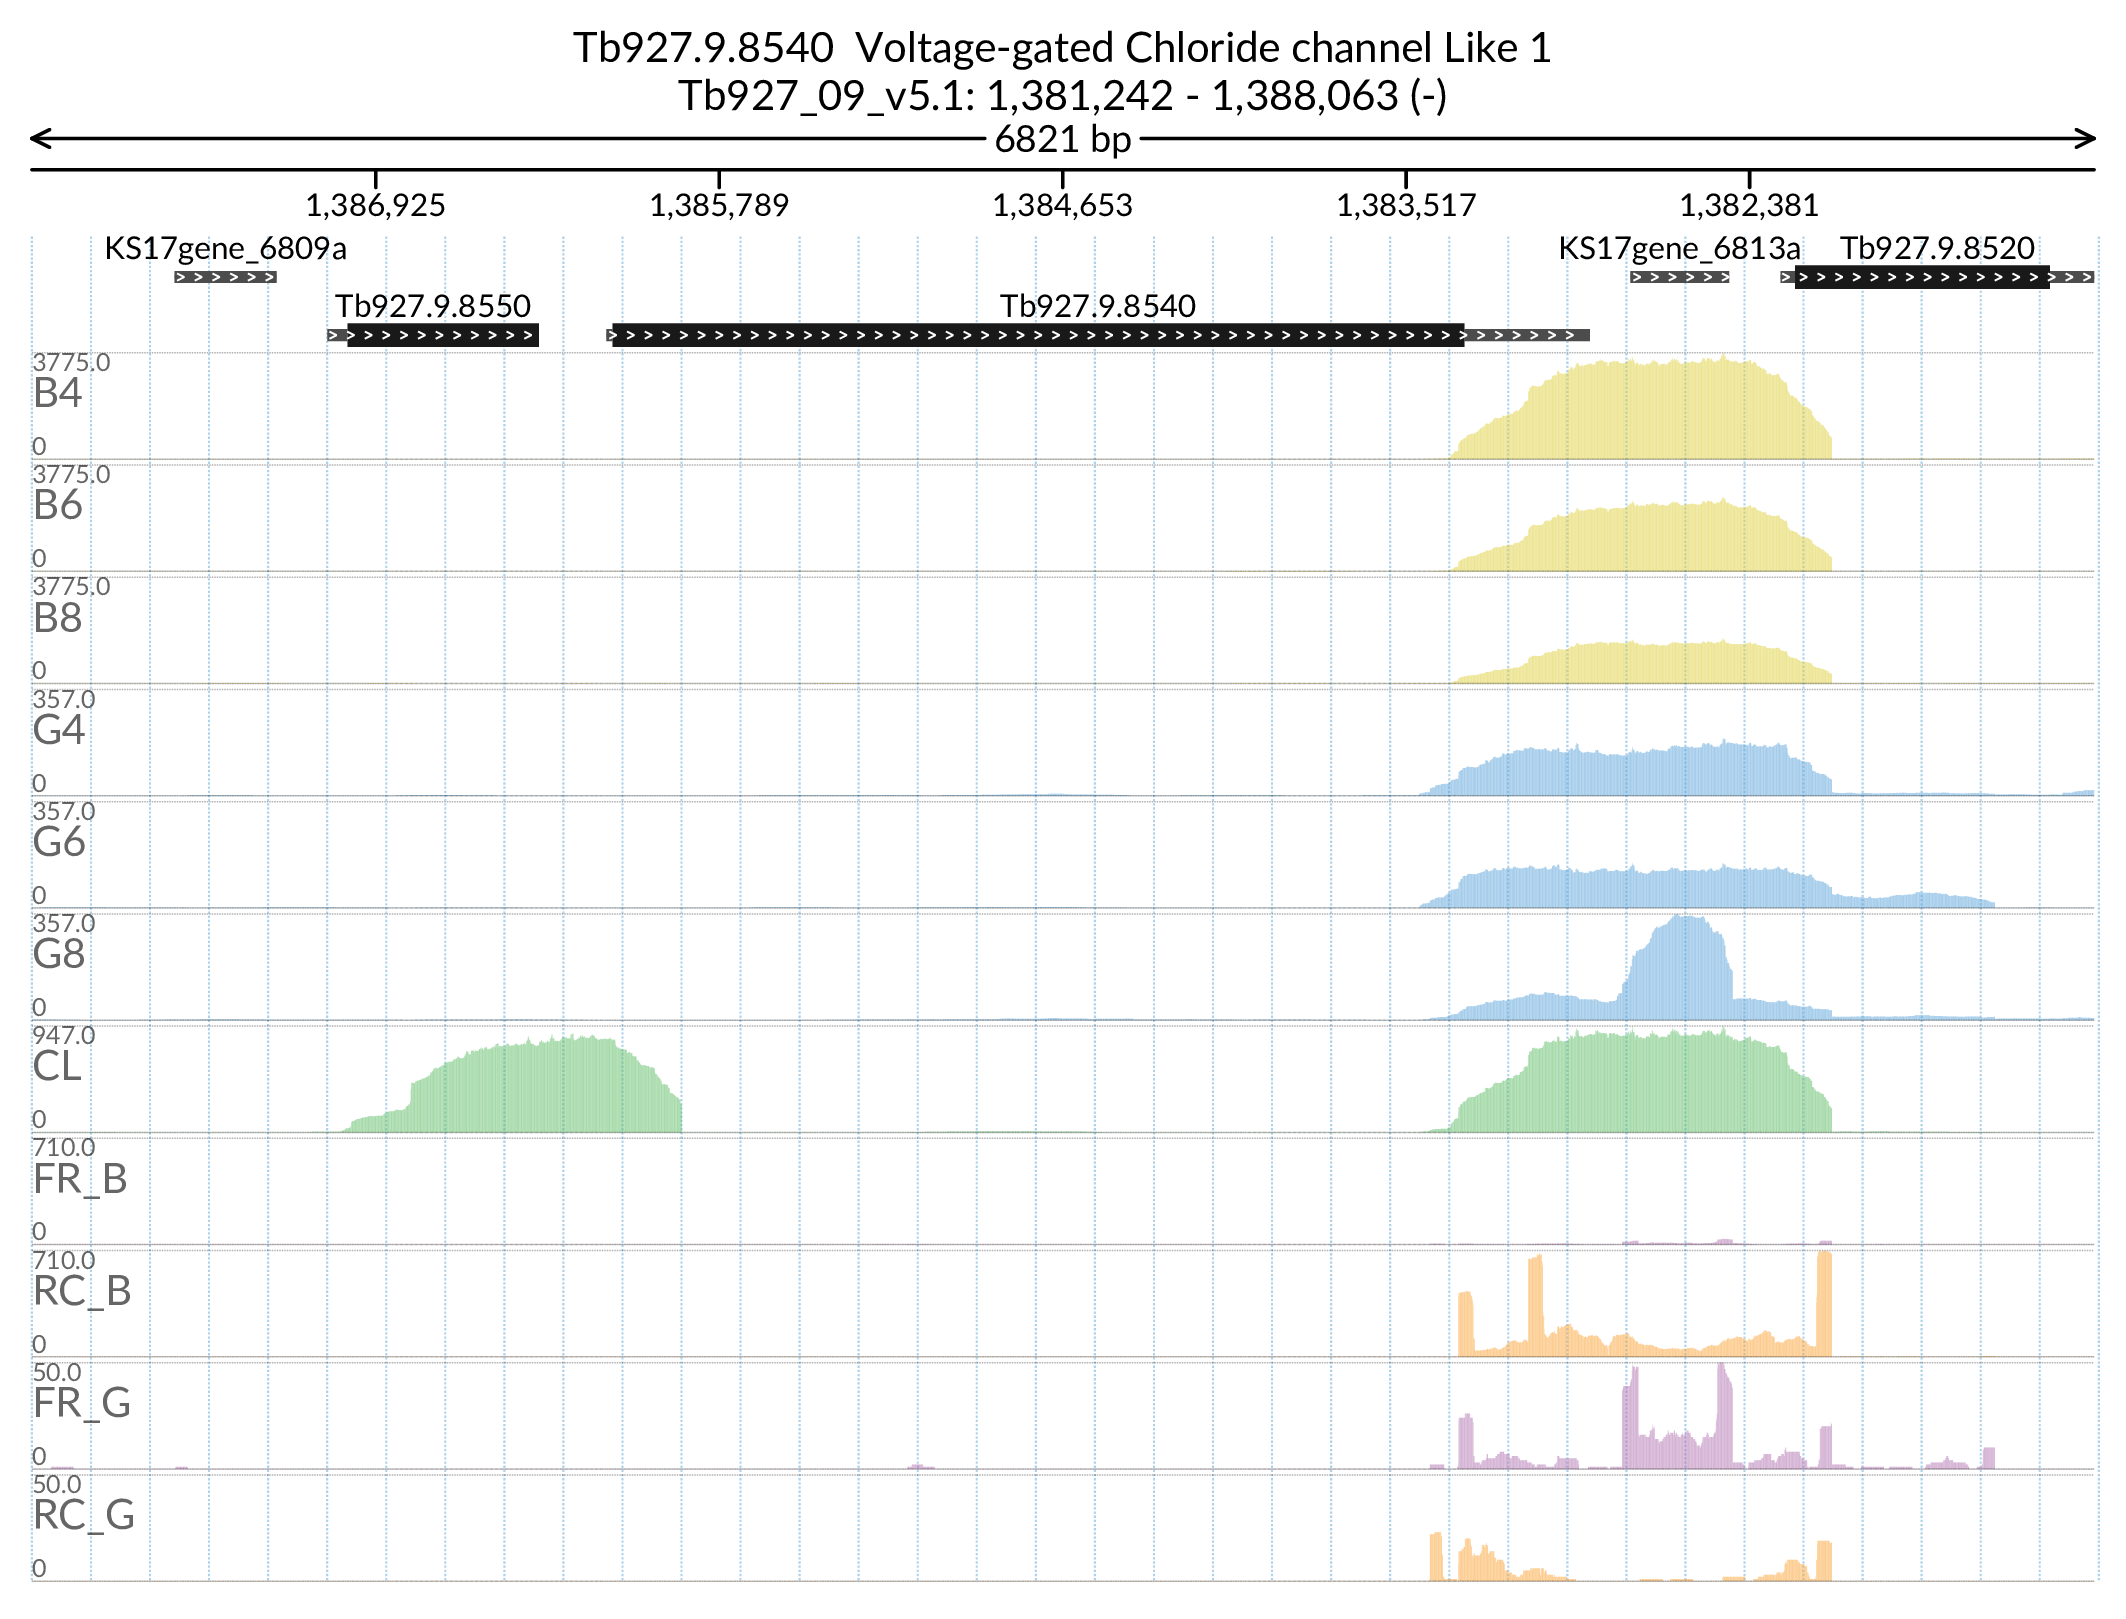 Tb927.9.8540  Voltage-gated Chloride channel Like 1
Tb927_09_v5.1: 1,381,242 - 1,388,063 (-)
6821 bp
1,386,925 1,385,789 1,384,653 1,383,517 1,382,381
KS17gene_6809a KS17gene_6813a Tb927.9.8520
Tb927.9.8550 Tb927.9.8540
3775.0
B4
0
3775.0
B6
0
3775.0
B8
0
357.0
G4
0
357.0
G6
0
357.0
G8
0
947.0
CL
0
710.0
FR_B
0
710.0
RC_B
0
50.0
FR_G
0
50.0
RC_G
0